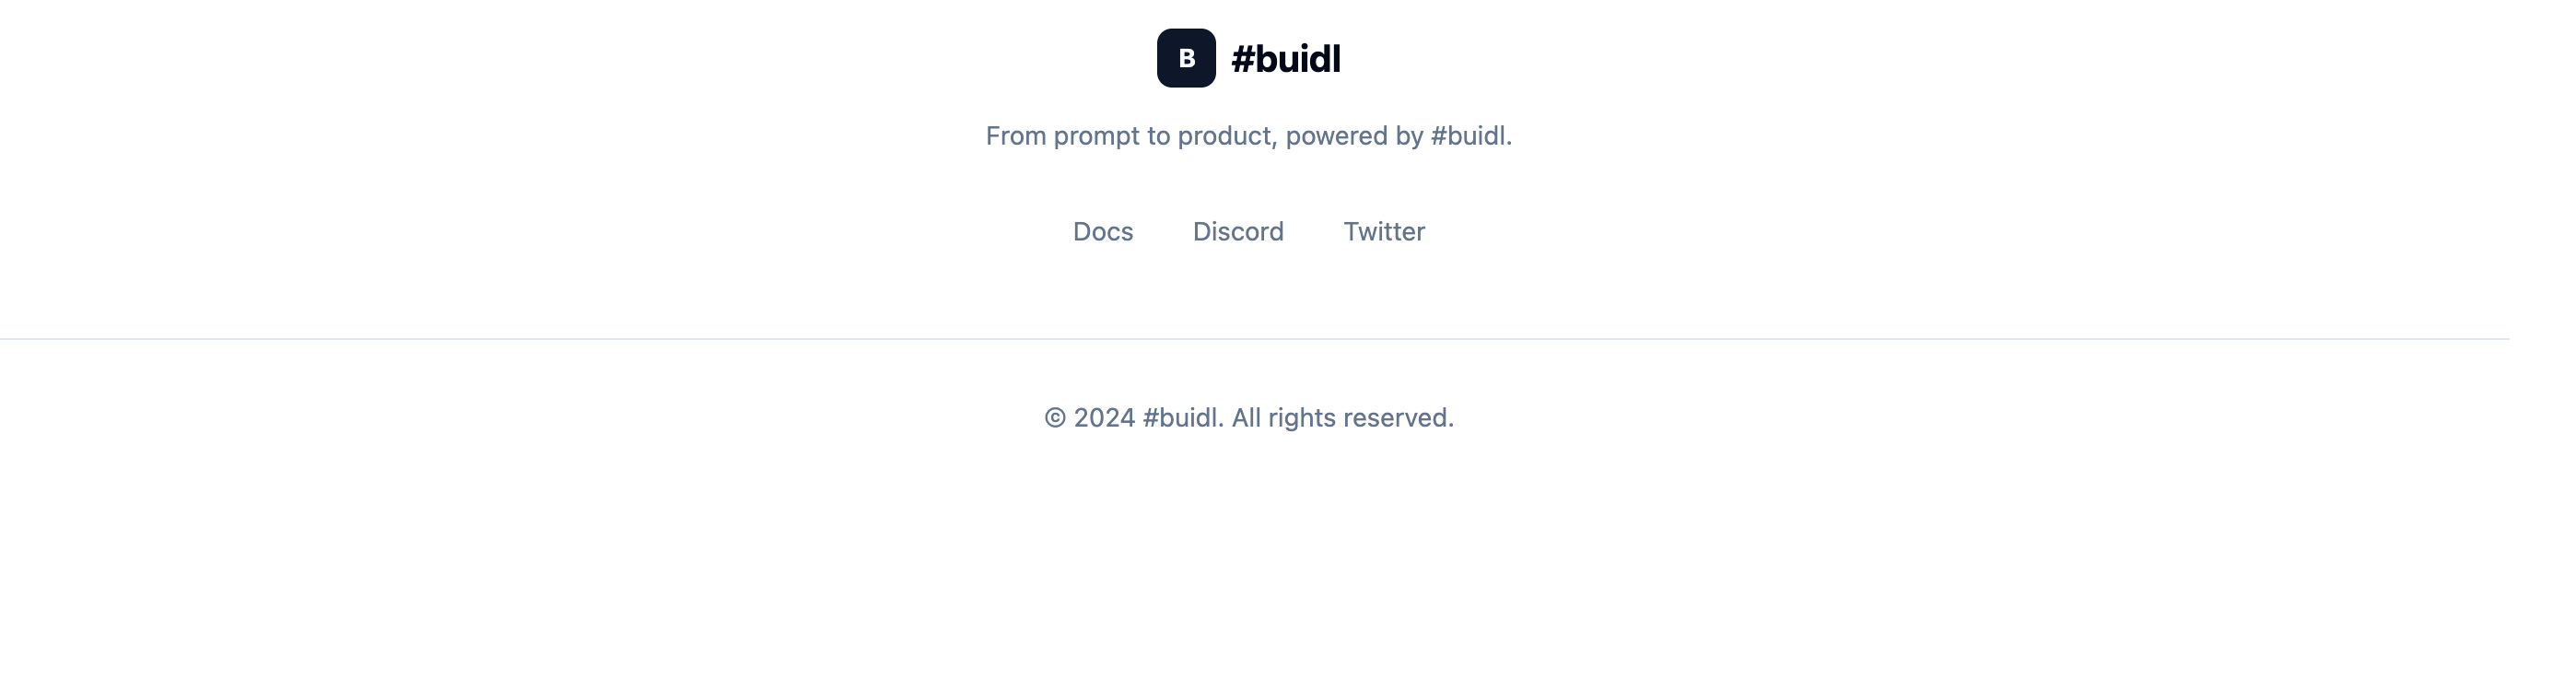 B #buidl
From prompt to product, powered by #buidl.
Docs Discord Twitter
© 2024 #buidl. All rights reserved.